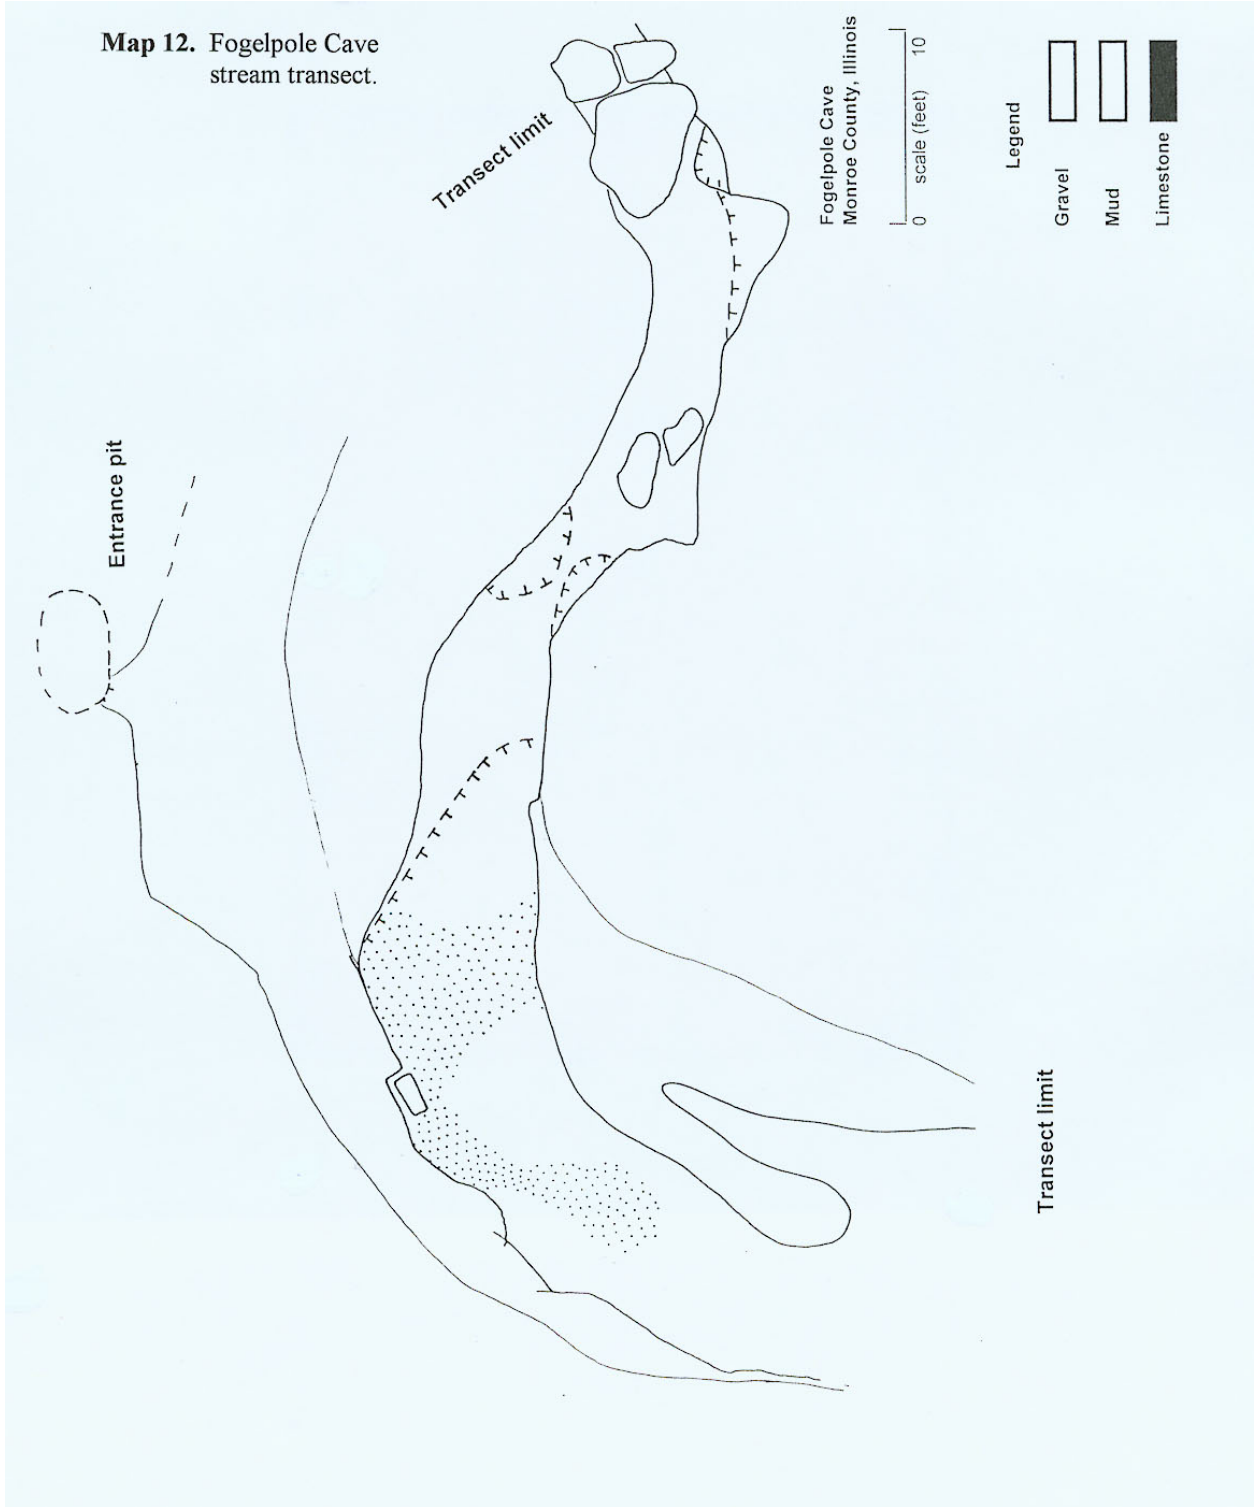 Map 12. Fogelpole Cave
stream transect.
Transect limit
Fogelpole Cave
Monroe County, Illinois
0 scale (feet) 10
Legend
Gravel
Mud
Limestone
Entrance pit
Transect limit